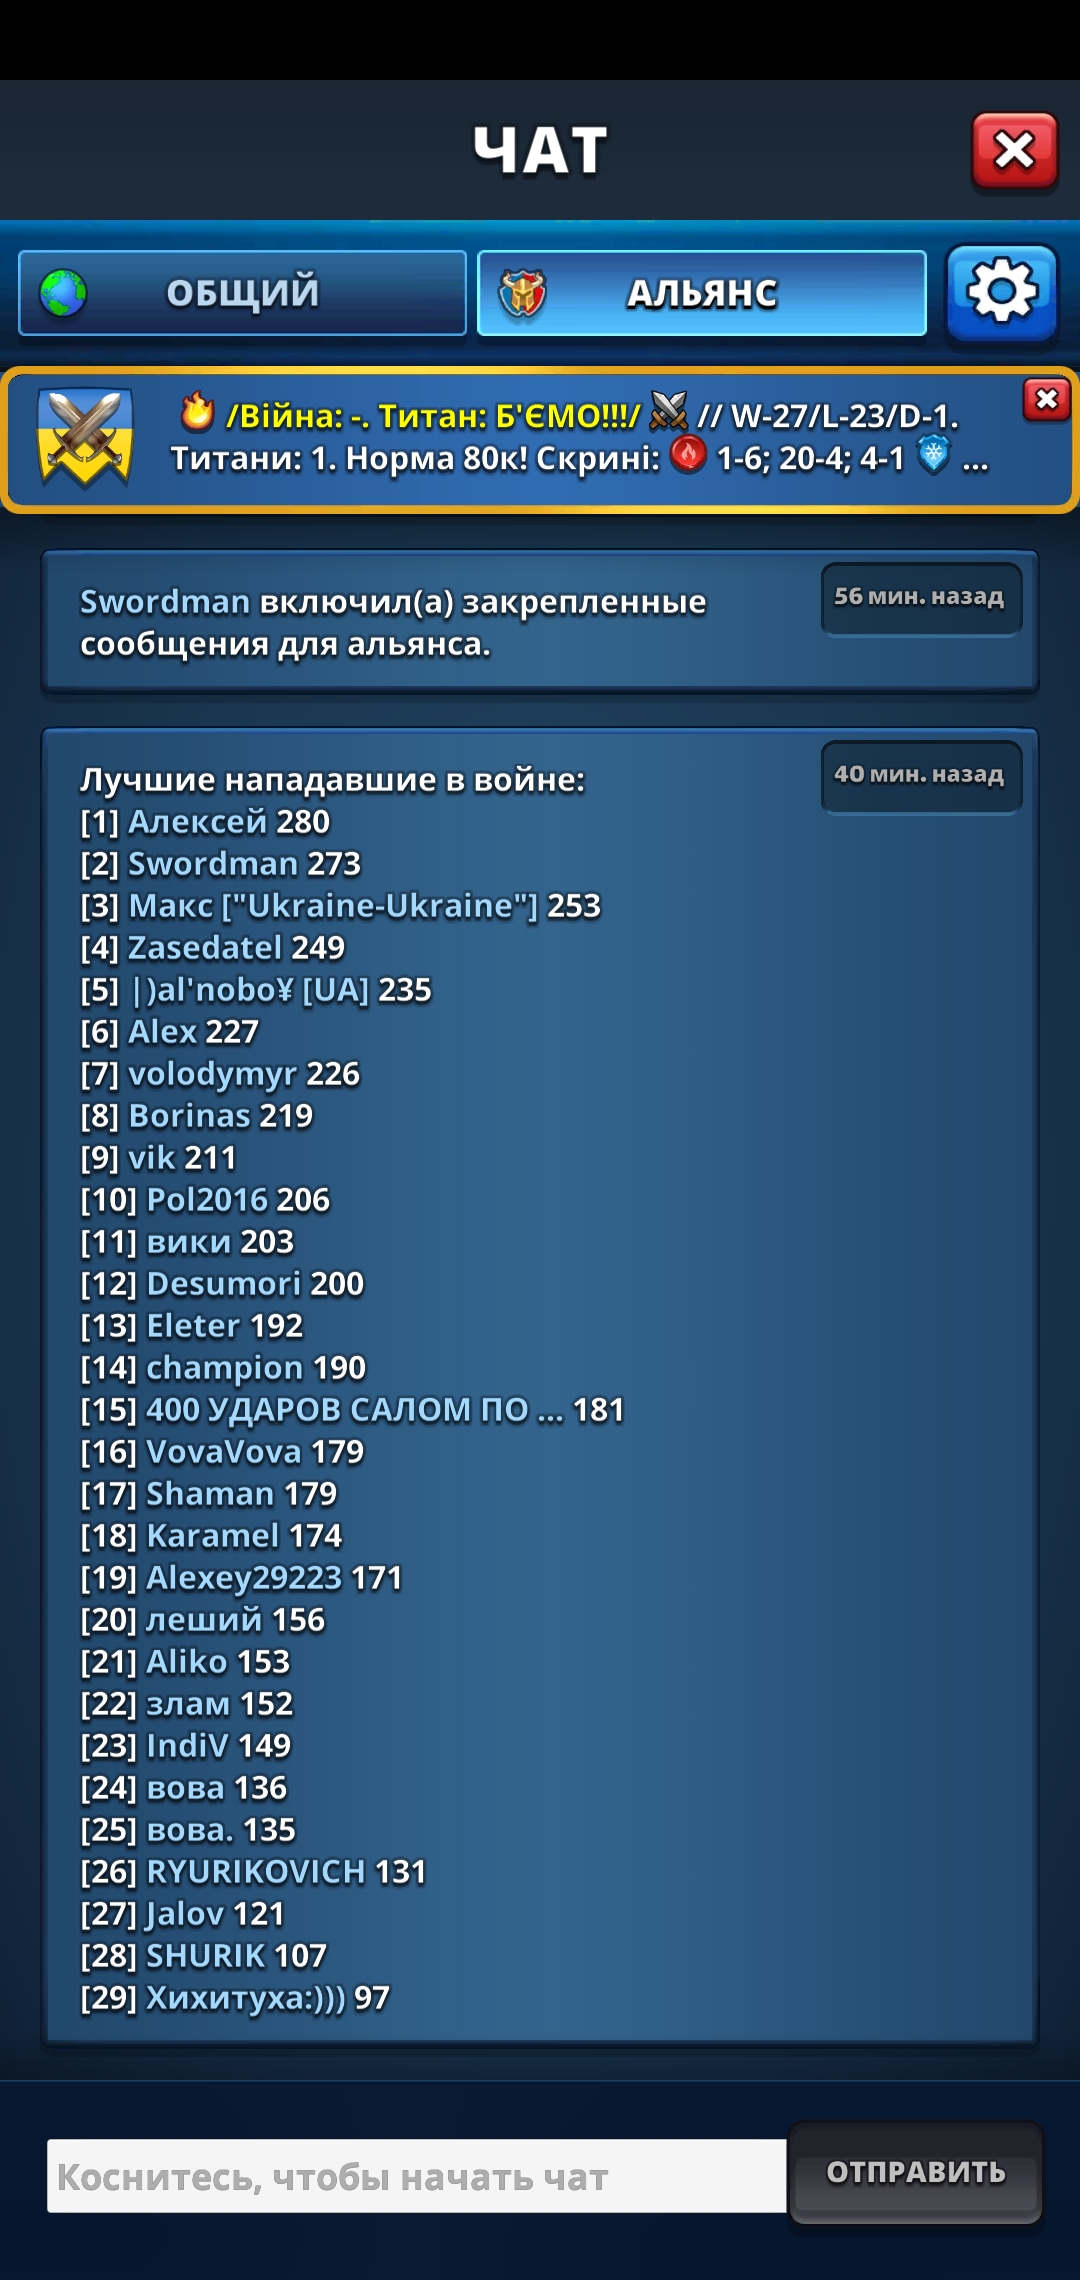 ЧАТ
ОБЩИЙ
АЛЬЯНС
/Війна: -. Титан: Б'ЄМО!!!/ // W-27/L-23/D-1.
Титани: 1. Норма 80к! Скрині: 1-6; 20-4; 4-1 ...
Swordman включил(а) закрепленные
сообщения для альянса.
56 мин. назад
Лучшие нападавшие в войне:
40 мин. назад
[1] Алексей 280
[2] Swordman 273
[3] Макс ["Ukraine-Ukraine"] 253
[4] Zasedatel 249
[5] |)al'nobo¥ [UA] 235
[6] Alex 227
[7] volodymyr 226
[8] Borinas 219
[9] vik 211
[10] Pol2016 206
[11] вики 203
[12] Desumori 200
[13] Eleter 192
[14] champion 190
[15] 400 УДАРОВ САЛОМ ПО ... 181
[16] VovaVova 179
[17] Shaman 179
[18] Karamel 174
[19] Alexey29223 171
[20] леший 156
[21] Aliko 153
[22] злам 152
[23] IndiV 149
[24] вова 136
[25] вова. 135
[26] RYURIKOVICH 131
[27] Jalov 121
[28] SHURIK 107
[29] Хихитуха:))) 97
Коснитесь, чтобы начать чат
ОТПРАВИТЬ